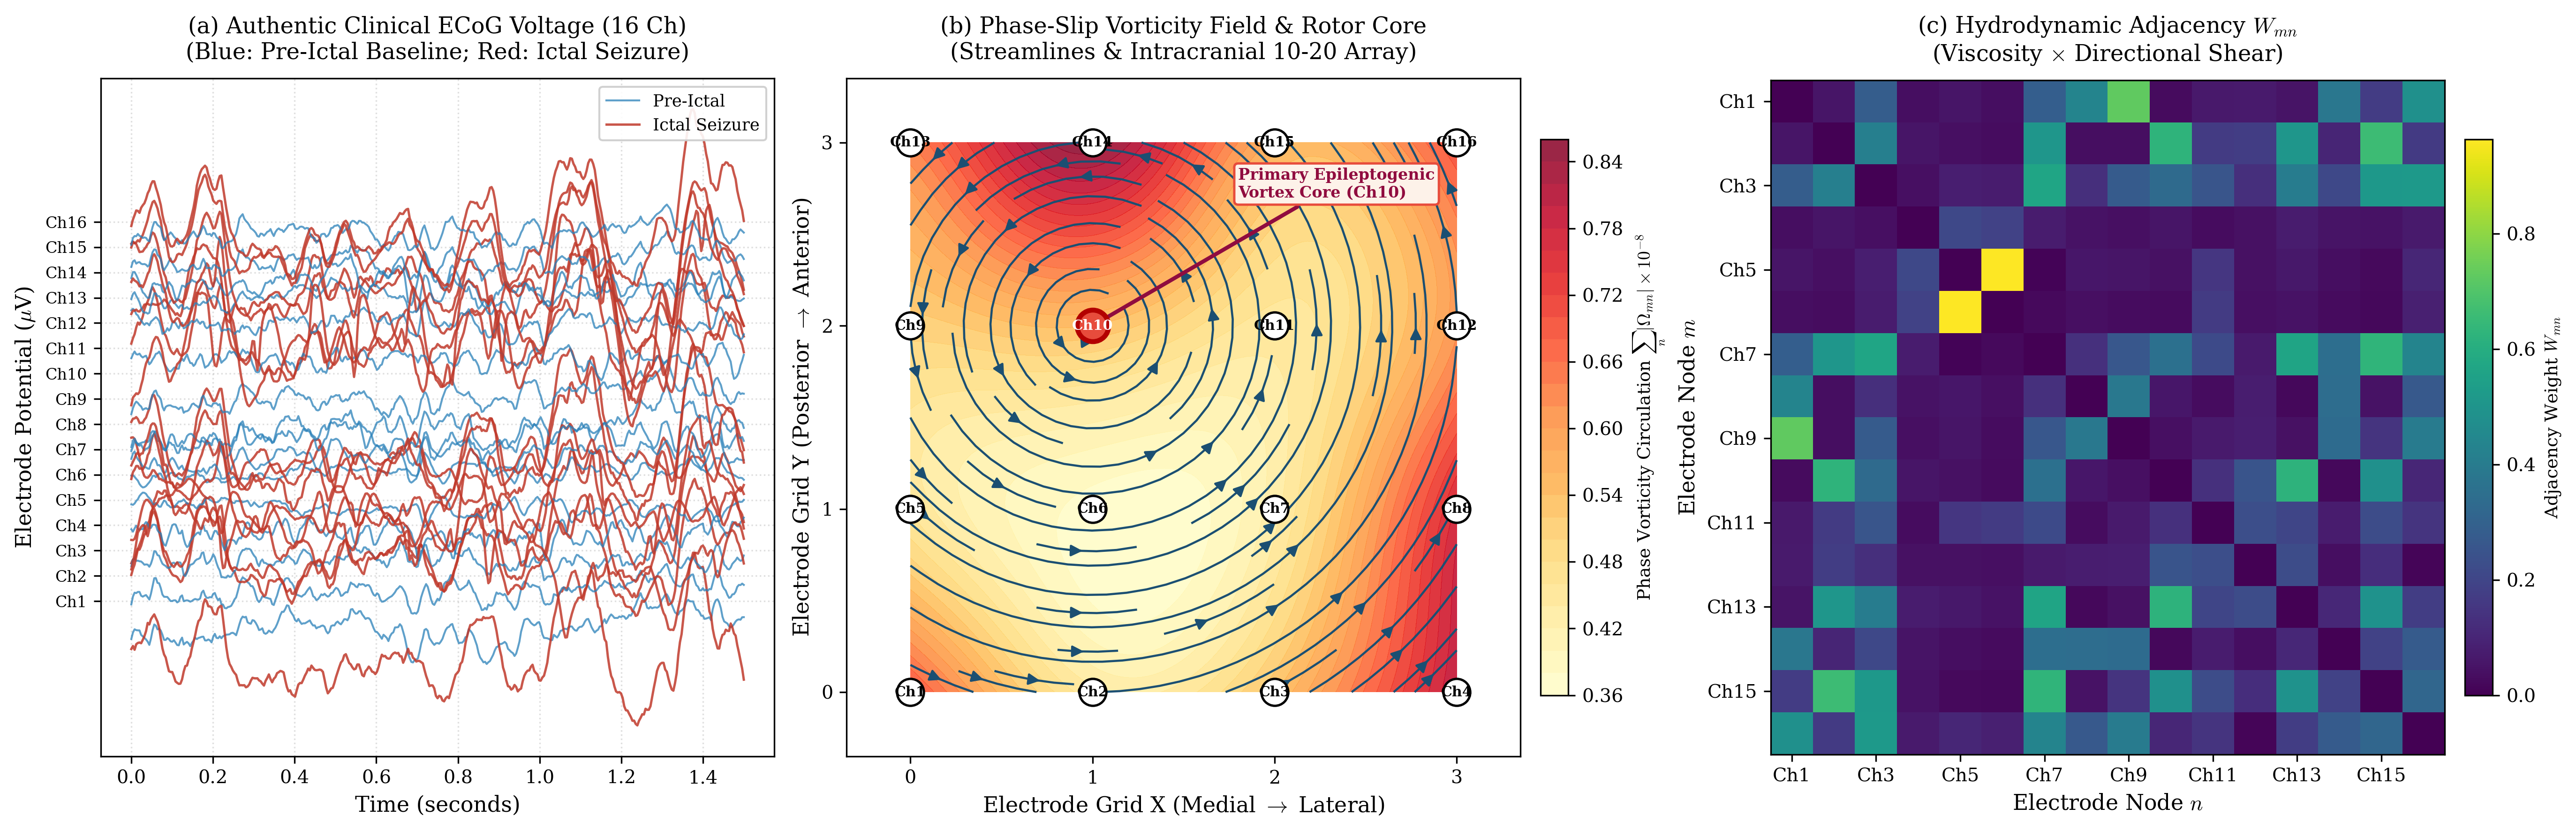 (a) Authentic Clinical ECoG Voltage (16 Ch)
(Blue: Pre-Ictal Baseline; Red: Ictal Seizure)
Pre-Ictal
Ictal Seizure
Electrode Potential (μV)
Ch16
Ch15
Ch14
Ch13
Ch12
Ch11
Ch10
Ch9
Ch8
Ch7
Ch6
Ch5
Ch4
Ch3
Ch2
Ch1
0.0 0.2 0.4 0.6 0.8 1.0 1.2 1.4
Time (seconds)
(b) Phase-Slip Vorticity Field & Rotor Core
(Streamlines & Intracranial 10-20 Array)
Electrode Grid Y (Posterior → Anterior)
3
2
1
0
Ch13 Ch14 Ch15 Ch16
Primary Epileptogenic
Vortex Core (Ch10)
Ch9 Ch10 Ch11 Ch12
Ch5 Ch6 Ch7 Ch8
Ch1 Ch2 Ch3 Ch4
0 1 2 3
Electrode Grid X (Medial → Lateral)
0.84
0.78
0.72
0.66
0.60
0.54
0.48
0.42
0.36
Phase Vorticity Circulation ∑n |Ωmn| × 10−8
(c) Hydrodynamic Adjacency Wmn
(Viscosity × Directional Shear)
Electrode Node m
Ch1
Ch3
Ch5
Ch7
Ch9
Ch11
Ch13
Ch15
Ch1 Ch3 Ch5 Ch7 Ch9 Ch11 Ch13 Ch15
Electrode Node n
0.8
0.6
0.4
0.2
0.0
Adjacency Weight Wmn